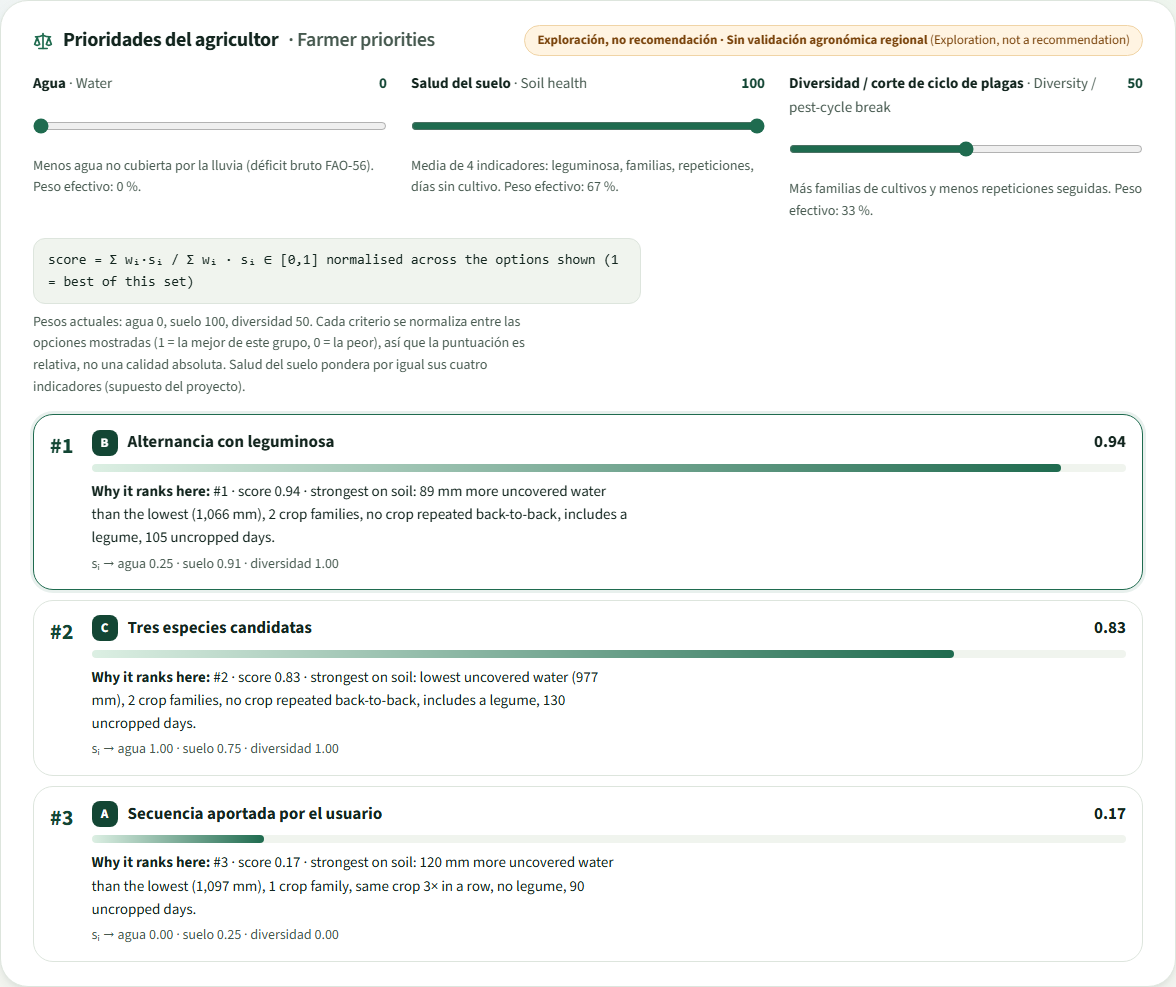 Prioridades del agricultor · Farmer priorities
Exploración, no recomendación · Sin validación agronómica regional (Exploration, not a recommendation)
Agua · Water 0
Menos agua no cubierta por la lluvia (déficit bruto FAO-56).
Peso efectivo: 0 %.
Salud del suelo · Soil health 100
Media de 4 indicadores: leguminosa, familias, repeticiones,
días sin cultivo. Peso efectivo: 67 %.
Diversidad / corte de ciclo de plagas · Diversity / 50
pest-cycle break
Más familias de cultivos y menos repeticiones seguidas. Peso
efectivo: 33 %.
score = Σ wᵢ·sᵢ / Σ wᵢ · sᵢ ∈ [0,1] normalised across the options shown (1
= best of this set)
Pesos actuales: agua 0, suelo 100, diversidad 50. Cada criterio se normaliza entre las
opciones mostradas (1 = la mejor de este grupo, 0 = la peor), así que la puntuación es
relativa, no una calidad absoluta. Salud del suelo pondera por igual sus cuatro
indicadores (supuesto del proyecto).
#1 B Alternancia con leguminosa 0.94
Why it ranks here: #1 · score 0.94 · strongest on soil: 89 mm more uncovered water
than the lowest (1,066 mm), 2 crop families, no crop repeated back-to-back, includes a
legume, 105 uncropped days.
sᵢ → agua 0.25 · suelo 0.91 · diversidad 1.00
#2 C Tres especies candidatas 0.83
Why it ranks here: #2 · score 0.83 · strongest on soil: lowest uncovered water (977
mm), 2 crop families, no crop repeated back-to-back, includes a legume, 130
uncropped days.
sᵢ → agua 1.00 · suelo 0.75 · diversidad 1.00
#3 A Secuencia aportada por el usuario 0.17
Why it ranks here: #3 · score 0.17 · strongest on soil: 120 mm more uncovered water
than the lowest (1,097 mm), 1 crop family, same crop 3× in a row, no legume, 90
uncropped days.
sᵢ → agua 0.00 · suelo 0.25 · diversidad 0.00